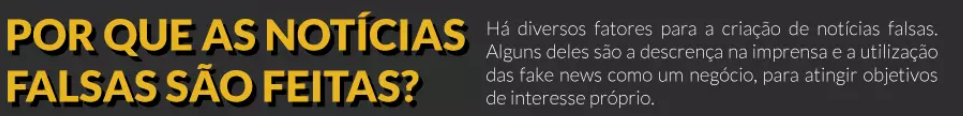 POR QUE AS NOTÍCIAS
FALSAS SÃO FEITAS?
Há diversos fatores para a criação de notícias falsas.
Alguns deles são a descrença na imprensa e a utilização
das fake news como um negócio, para atingir objetivos
de interesse próprio.